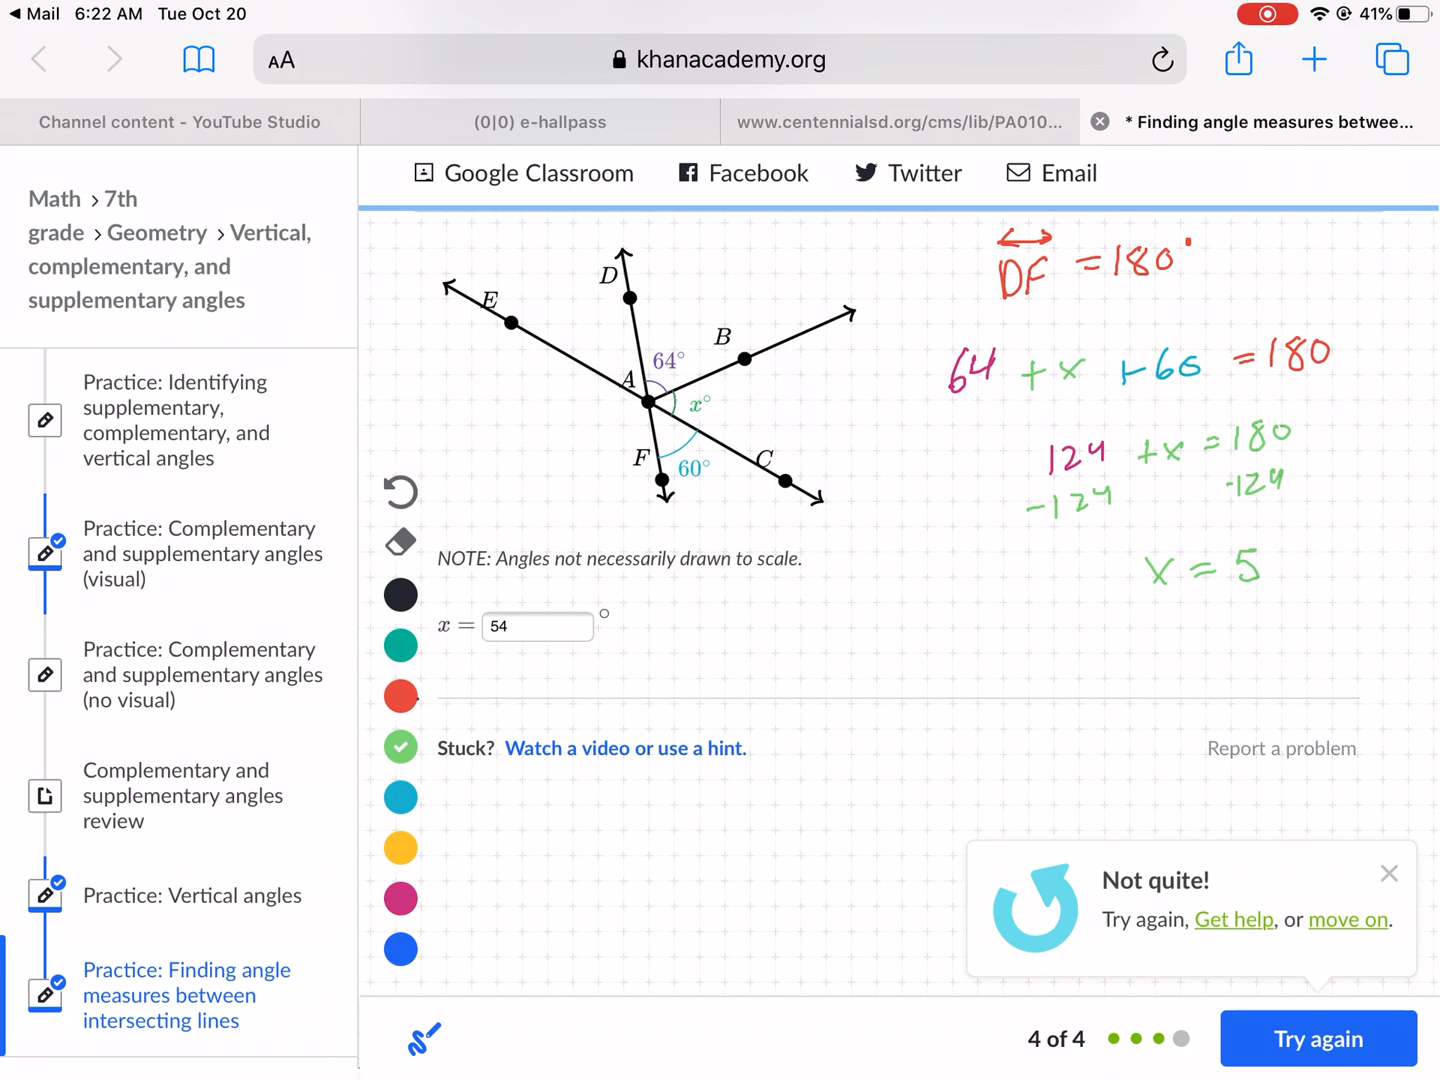 Mail 6:22 AM Tue Oct 20
41%
AA
khanacademy.org
Channel content - YouTube Studio
(0|0) e-hallpass
www.centennialsd.org/cms/lib/PA010...
* Finding angle measures betwee...
Math > 7th
grade > Geometry > Vertical,
complementary, and
supplementary angles
Practice: Identifying
supplementary,
complementary, and
vertical angles
Practice: Complementary
and supplementary angles
(visual)
Practice: Complementary
and supplementary angles
(no visual)
Complementary and
supplementary angles
review
Practice: Vertical angles
Practice: Finding angle
measures between
intersecting lines
Google Classroom
Facebook
Twitter
Email
D
E
B
64°
A
x°
F
60°
C
DF = 180°
64 + x + 60 = 180
124 + x = 180
-124 -124
x = 5
NOTE: Angles not necessarily drawn to scale.
x = 54 °
Stuck? Watch a video or use a hint.
Report a problem
Not quite!
Try again, Get help, or move on.
4 of 4
Try again